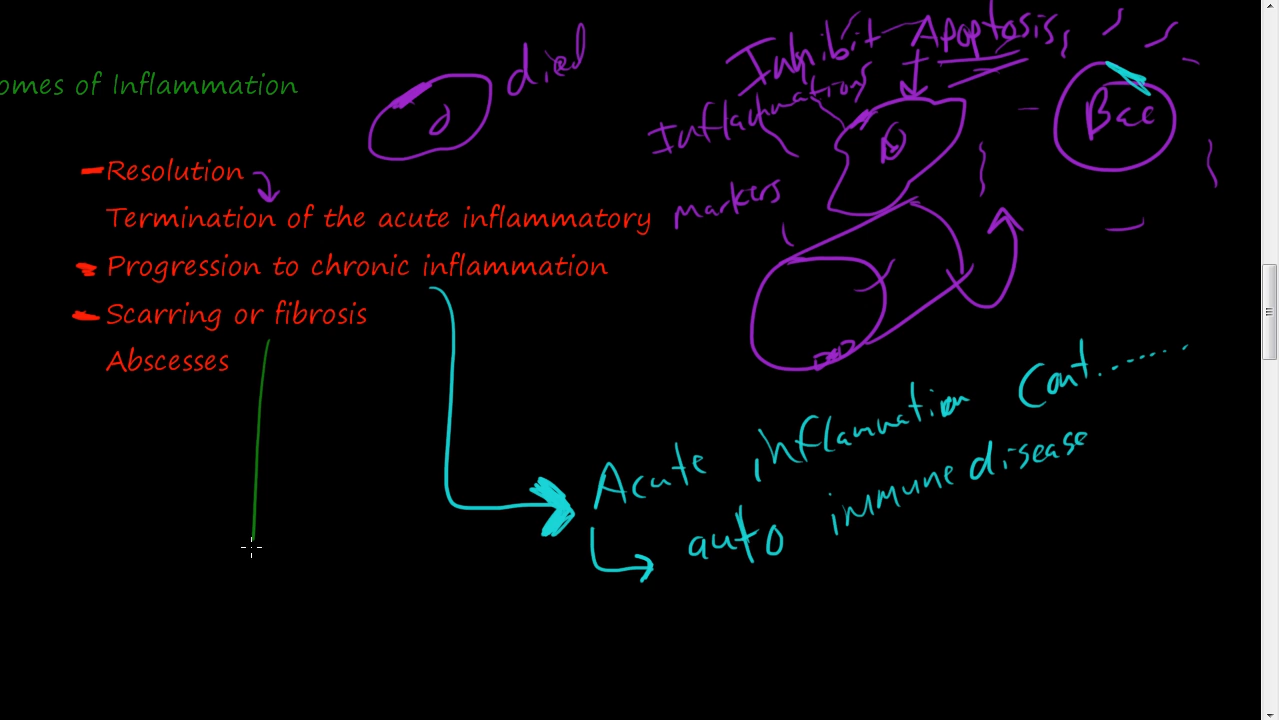 omes of Inflammation
died
Inhibit Apoptosis
Inflammations
markers
Bac
Resolution
Termination of the acute inflammatory
Progression to chronic inflammation
Scarring or fibrosis
Abscesses
Acute inflammation Cont........
auto immune disease